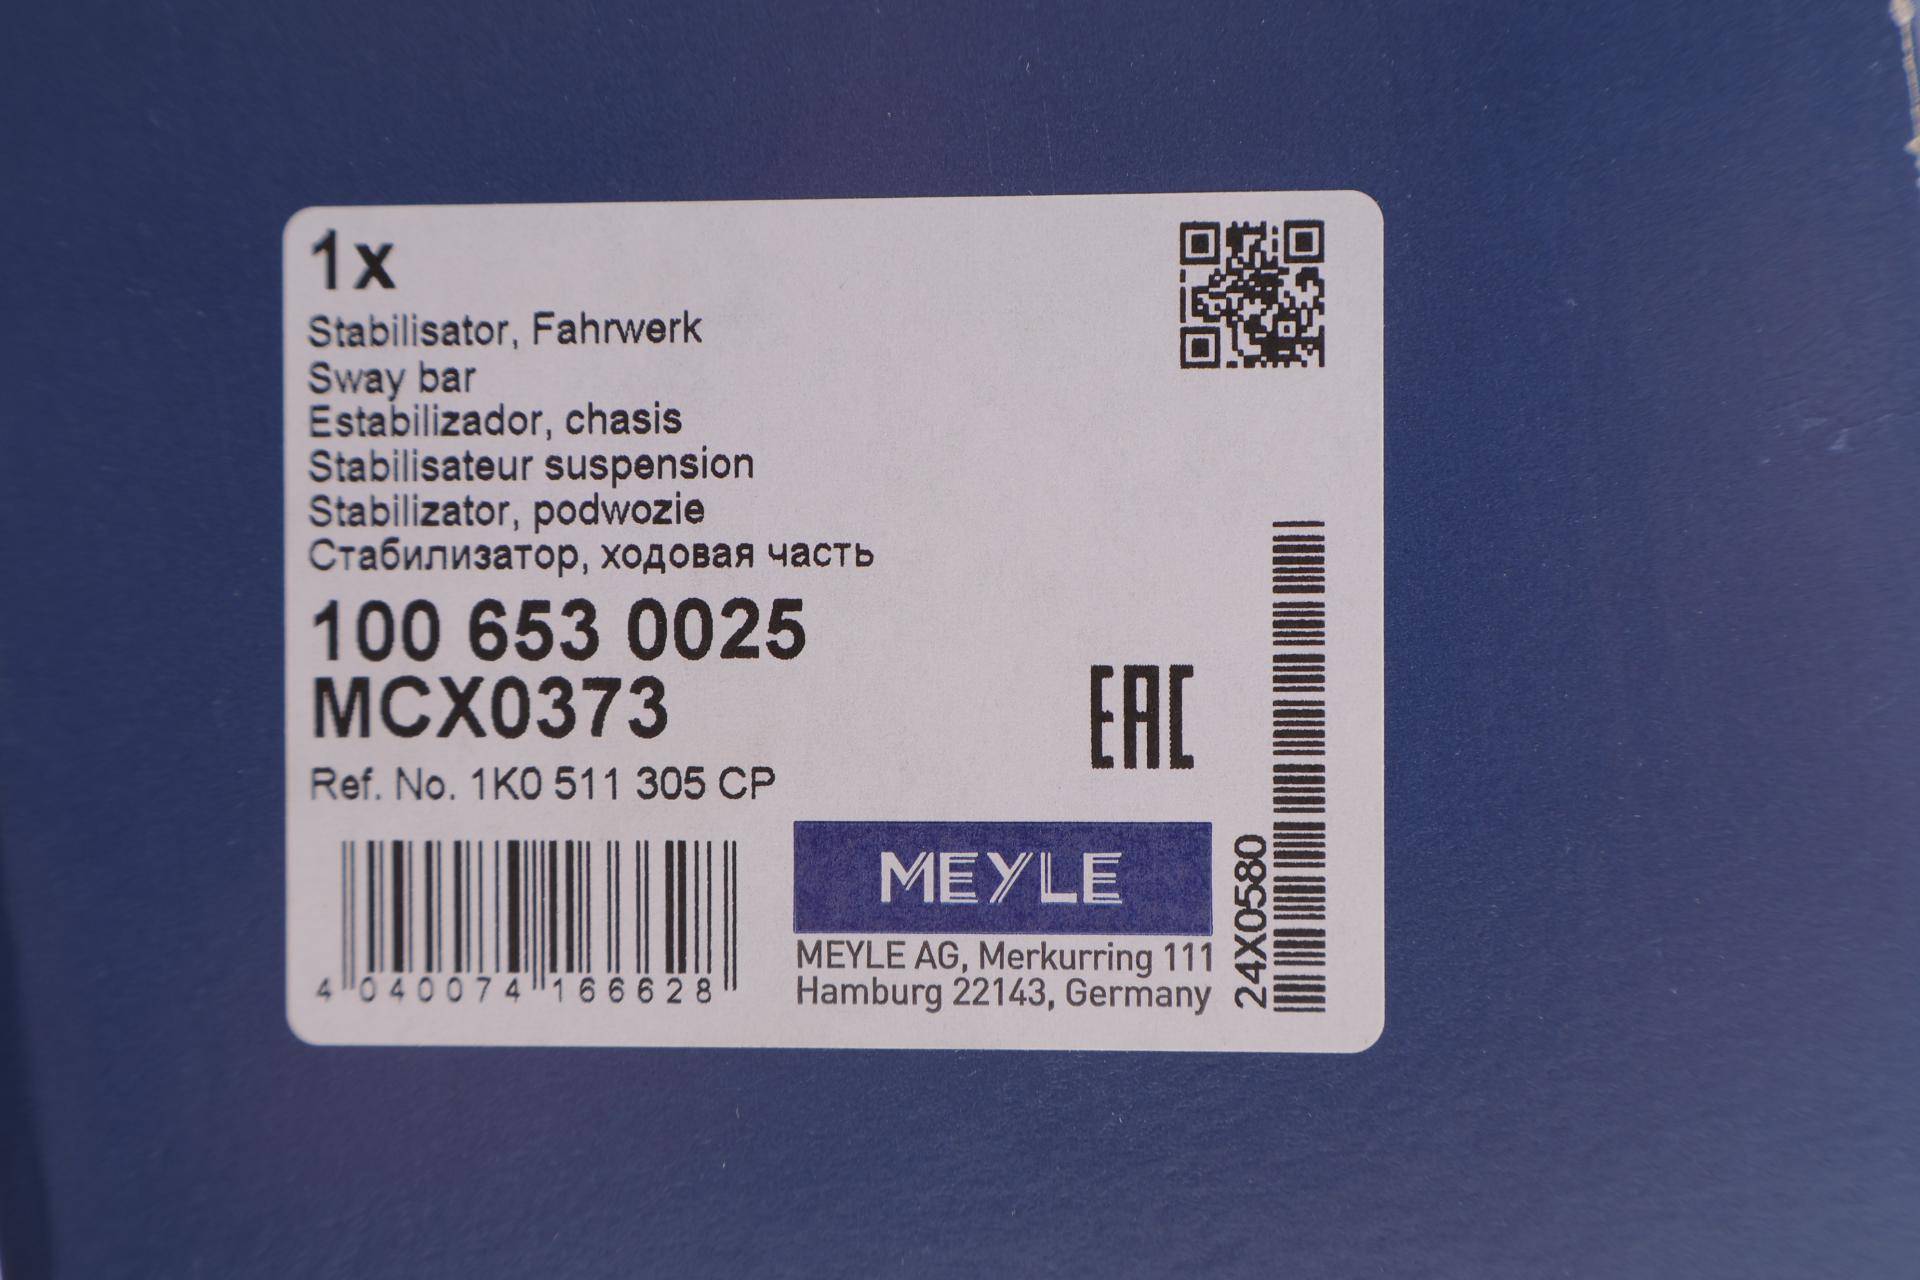 1x
Stabilisator, Fahrwerk
Sway bar
Estabilizador, chasis
Stabilisateur suspension
Stabilizator, podwozie
Стабилизатор, ходовая часть
100 653 0025
MCX0373
Ref. No. 1K0 511 305 CP
EAC
4 040074 166628
MEYLE
MEYLE AG, Merkurring 111
Hamburg 22143, Germany
24X0580